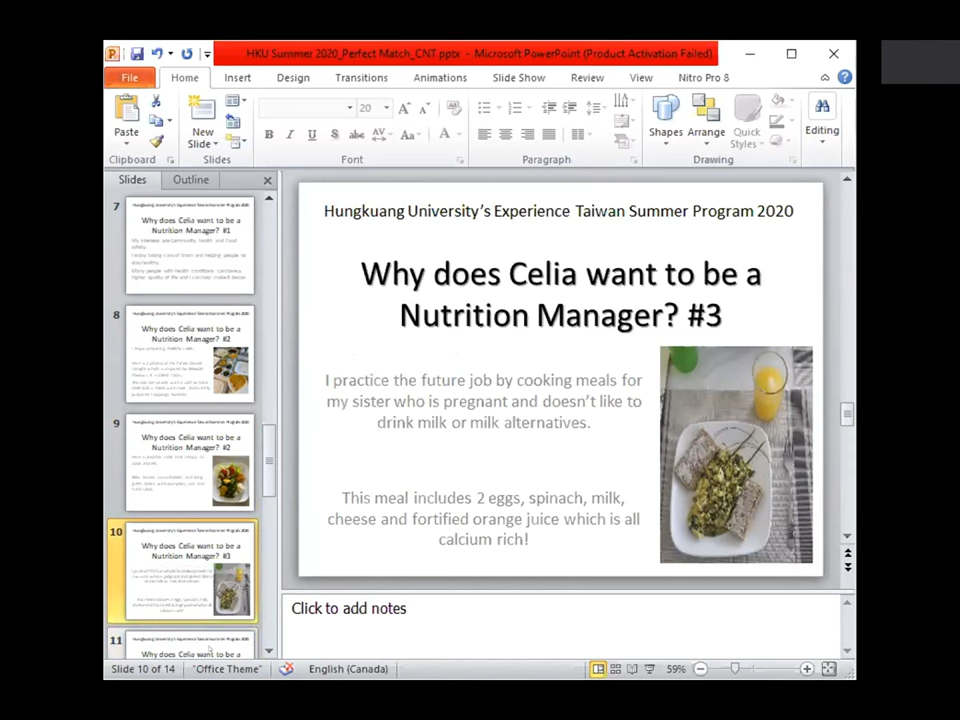 HKU Summer 2020_Perfect Match_CNT.pptx - Microsoft PowerPoint (Product Activation Failed)
File Home Insert Design Transitions Animations Slide Show Review View Nitro Pro 8
Paste
New Slide
20
Shapes
Arrange
Quick Styles
Editing
Clipboard Slides Font Paragraph Drawing
Slides Outline
7
Why does Celia want to be a
Nutrition Manager? #1
8
Why does Celia want to be a
Nutrition Manager? #2
9
Why does Celia want to be a
Nutrition Manager? #2
10
Why does Celia want to be a
Nutrition Manager? #3
11
Why does Celia want to be a
Hungkuang University's Experience Taiwan Summer Program 2020
Why does Celia want to be a
Nutrition Manager? #3
I practice the future job by cooking meals for
my sister who is pregnant and doesn't like to
drink milk or milk alternatives.
This meal includes 2 eggs, spinach, milk,
cheese and fortified orange juice which is all
calcium rich!
Click to add notes
Slide 10 of 14 "Office Theme" English (Canada) 59%